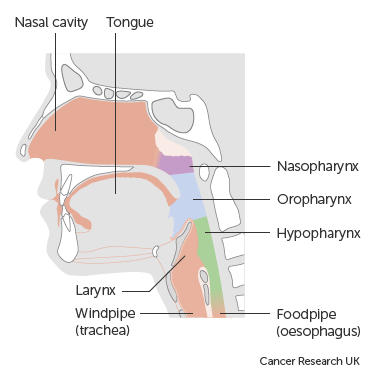 Nasal cavity
Tongue
Nasopharynx
Oropharynx
Hypopharynx
Larynx
Windpipe
(trachea)
Foodpipe
(oesophagus)
Cancer Research UK